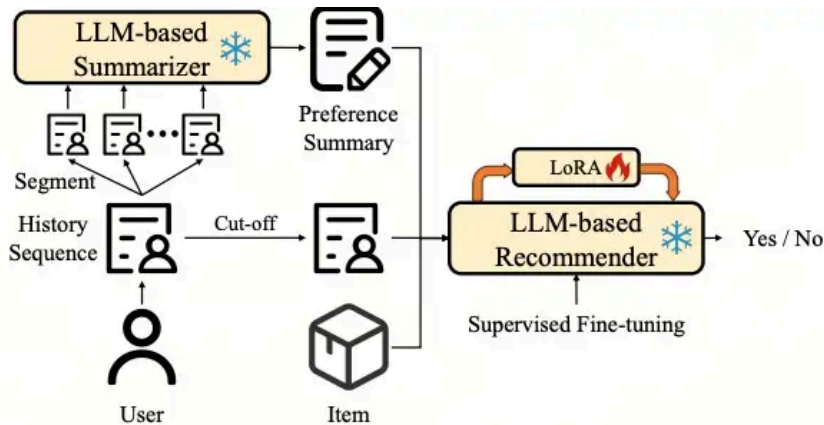 LLM-based
Summarizer
Preference
Summary
Segment
LoRA
History
Sequence
Cut-off
LLM-based
Recommender
Yes / No
Supervised Fine-tuning
User
Item